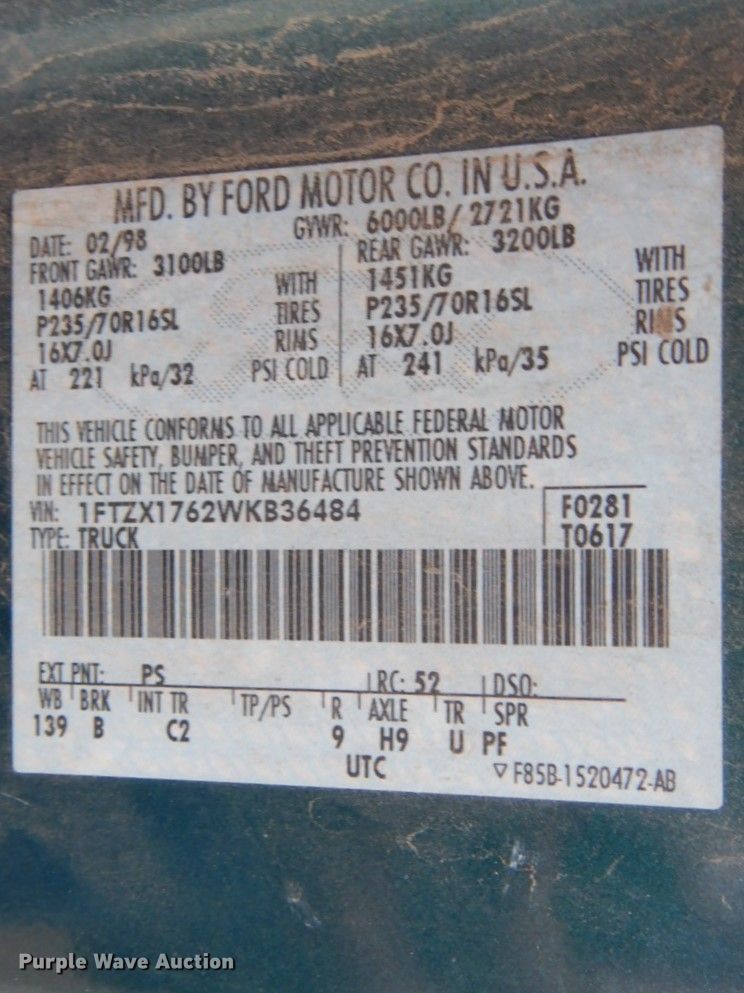 MFD. BY FORD MOTOR CO. IN U.S.A.
DATE: 02/98 GVWR: 6000LB/ 2721KG
FRONT GAWR: 3100LB REAR GAWR: 3200LB
1406KG WITH 1451KG WITH
P235/70R16SL TIRES P235/70R16SL TIRES
16X7.0J RIMS 16X7.0J RIMS
AT 221 kPa/32 PSI COLD AT 241 kPa/35 PSI COLD
THIS VEHICLE CONFORMS TO ALL APPLICABLE FEDERAL MOTOR
VEHICLE SAFETY, BUMPER, AND THEFT PREVENTION STANDARDS
IN EFFECT ON THE DATE OF MANUFACTURE SHOWN ABOVE.
VIN: 1FTZX1762WKB36484 F0281
TYPE: TRUCK T0617
EXT PNT: PS RC: 52 DSO:
WB BRK INT TR TP/PS R AXLE TR SPR
139 B C2 9 H9 U PF
UTC ▽ F85B-1520472-AB
Purple Wave Auction